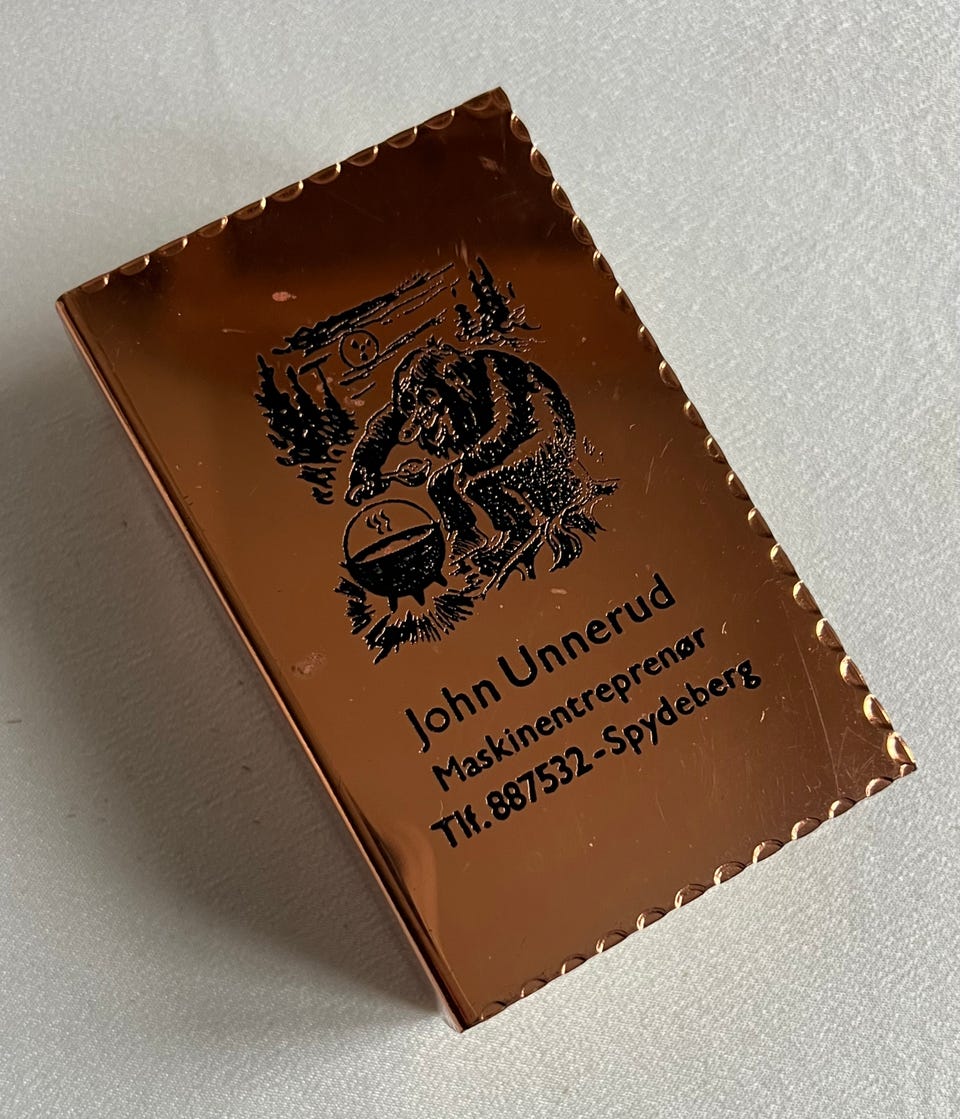 John Unnerud
Maskinentreprenør
Tlf. 887532-Spydeberg